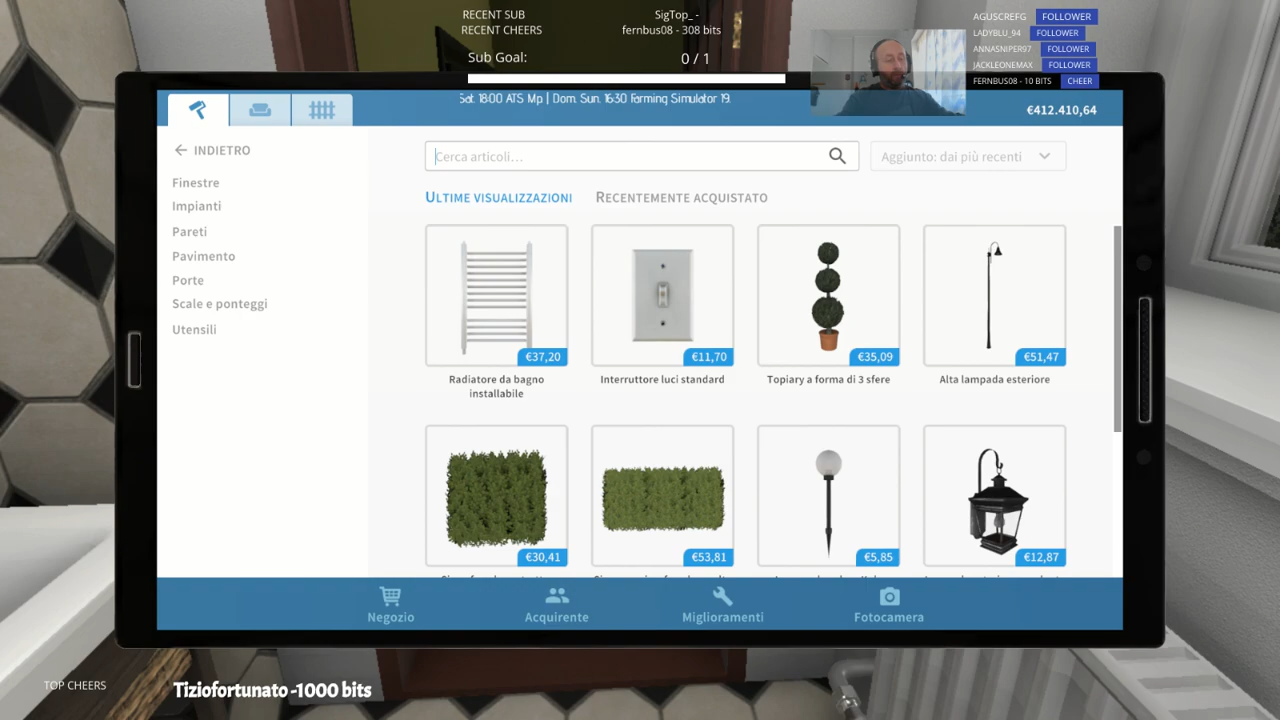 RECENT SUB
SigTop_ -
RECENT CHEERS
fernbus08 - 308 bits
Sub Goal:
0 / 1
AGUSCREFG FOLLOWER
LADYBLU_94 FOLLOWER
ANNASNIPER97 FOLLOWER
JACKLEONEMAX FOLLOWER
FERNBUS08 - 10 BITS CHEER
Sat. 18:00 ATS Mp | Dom. Sun. 16:30 Farming Simulator 19.
€412.410,64
INDIETRO
Finestre
Impianti
Pareti
Pavimento
Porte
Scale e ponteggi
Utensili
Cerca articoli...
Aggiunto: dai più recenti
ULTIME VISUALIZZAZIONI
RECENTEMENTE ACQUISTATO
€37,20
€11,70
€35,09
€51,47
Radiatore da bagno installabile
Interruttore luci standard
Topiary a forma di 3 sfere
Alta lampada esteriore
€30,41
€53,81
€5,85
€12,87
Negozio
Acquirente
Miglioramenti
Fotocamera
TOP CHEERS
Tiziofortunato -1000 bits